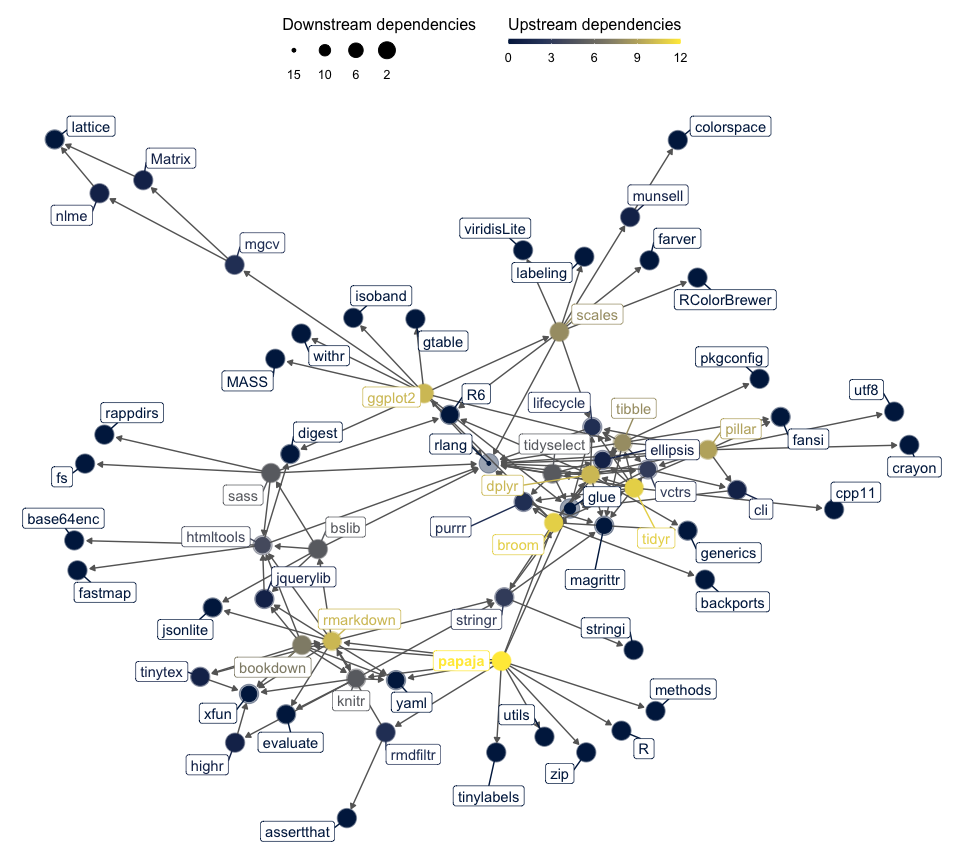 Downstream dependencies
15 10 6 2
Upstream dependencies
0 3 6 9 12
lattice
colorspace
Matrix
munsell
nlme
viridisLite
farver
mgcv
labeling
RColorBrewer
isoband
scales
gtable
withr
pkgconfig
MASS
ggplot2
R6
lifecycle
tibble
utf8
rappdirs
digest
rlang
tidyselect
ellipsis
pillar
fansi
crayon
fs
sass
dplyr
glue
vctrs
cli
cpp11
base64enc
htmltools
bslib
purrr
broom
tidyr
generics
fastmap
jquerylib
magrittr
backports
jsonlite
rmarkdown
stringr
stringi
tinytex
bookdown
papaja
xfun
knitr
yaml
utils
methods
highr
evaluate
rmdfiltr
zip
R
tinylabels
assertthat